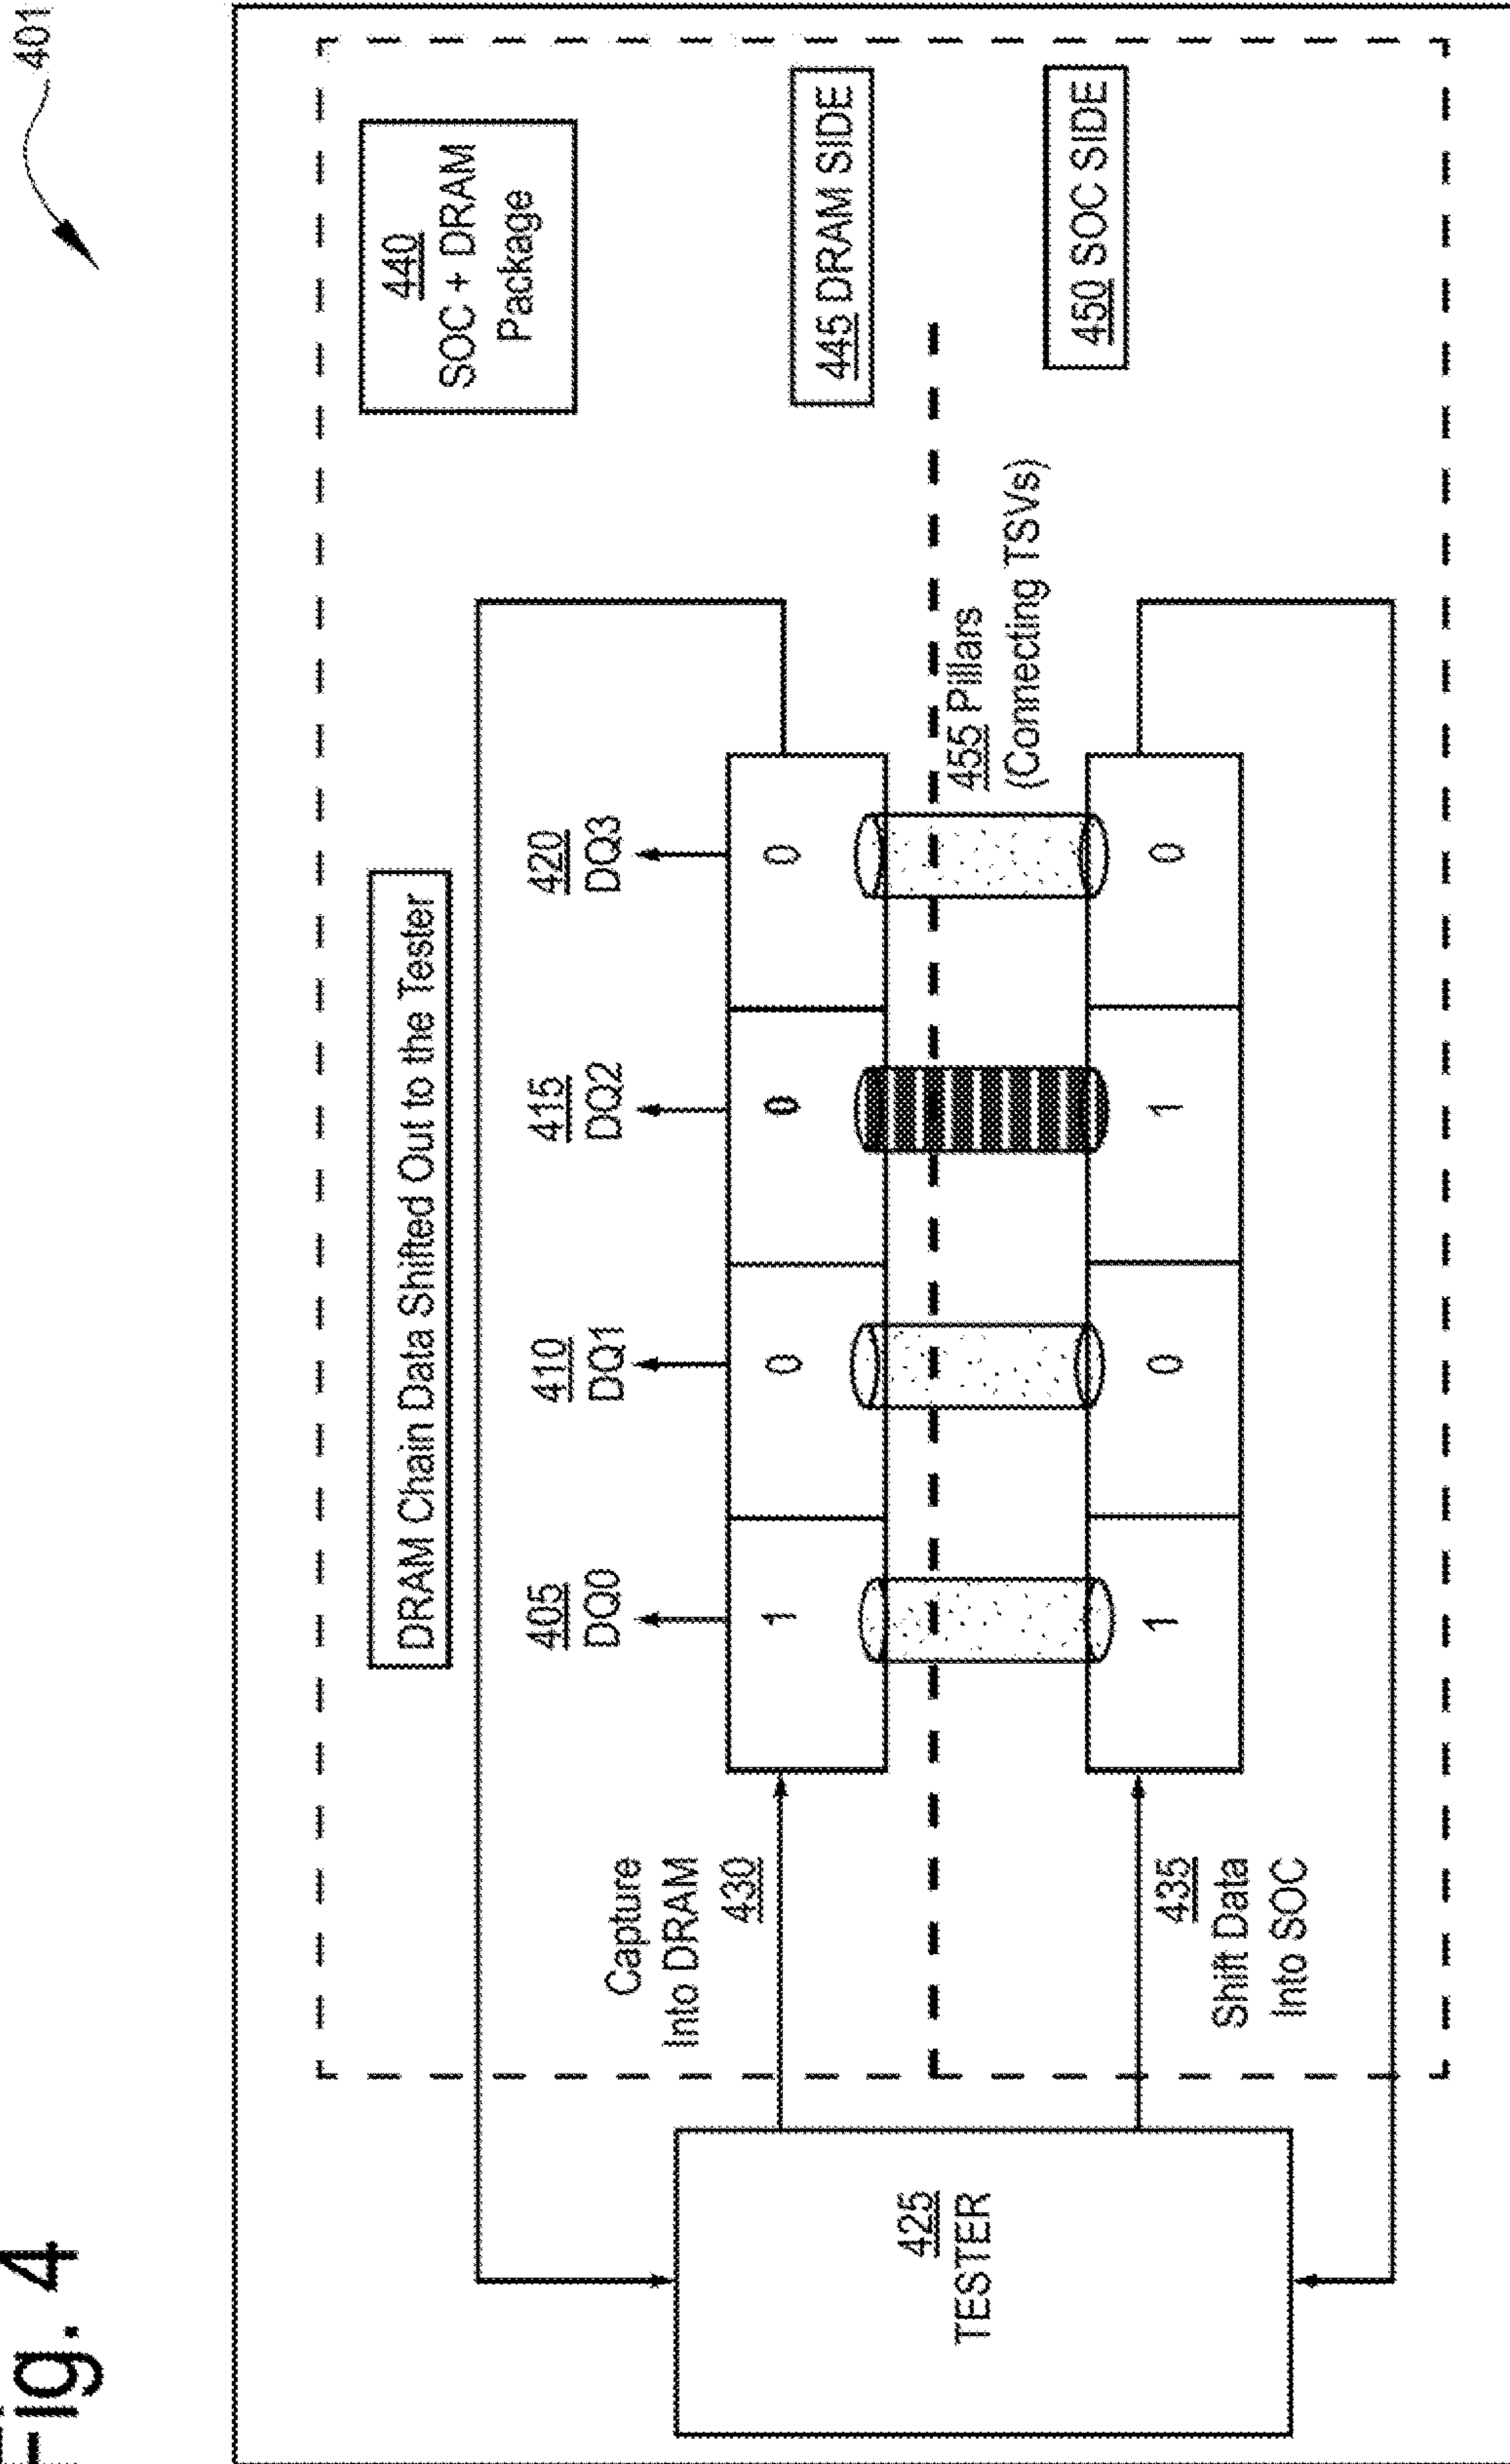 Fig. 4
401
440
SOC + DRAM
Package
DRAM Chain Data Shifted Out to the Tester
405
DQ0
410
DQ1
415
DQ2
420
DQ3
Capture
Into DRAM
430
1
0
0
0
445 DRAM SIDE
425
TESTER
455 Pillars
(Connecting TSVs)
450 SOC SIDE
435
Shift Data
Into SOC
1
0
1
0